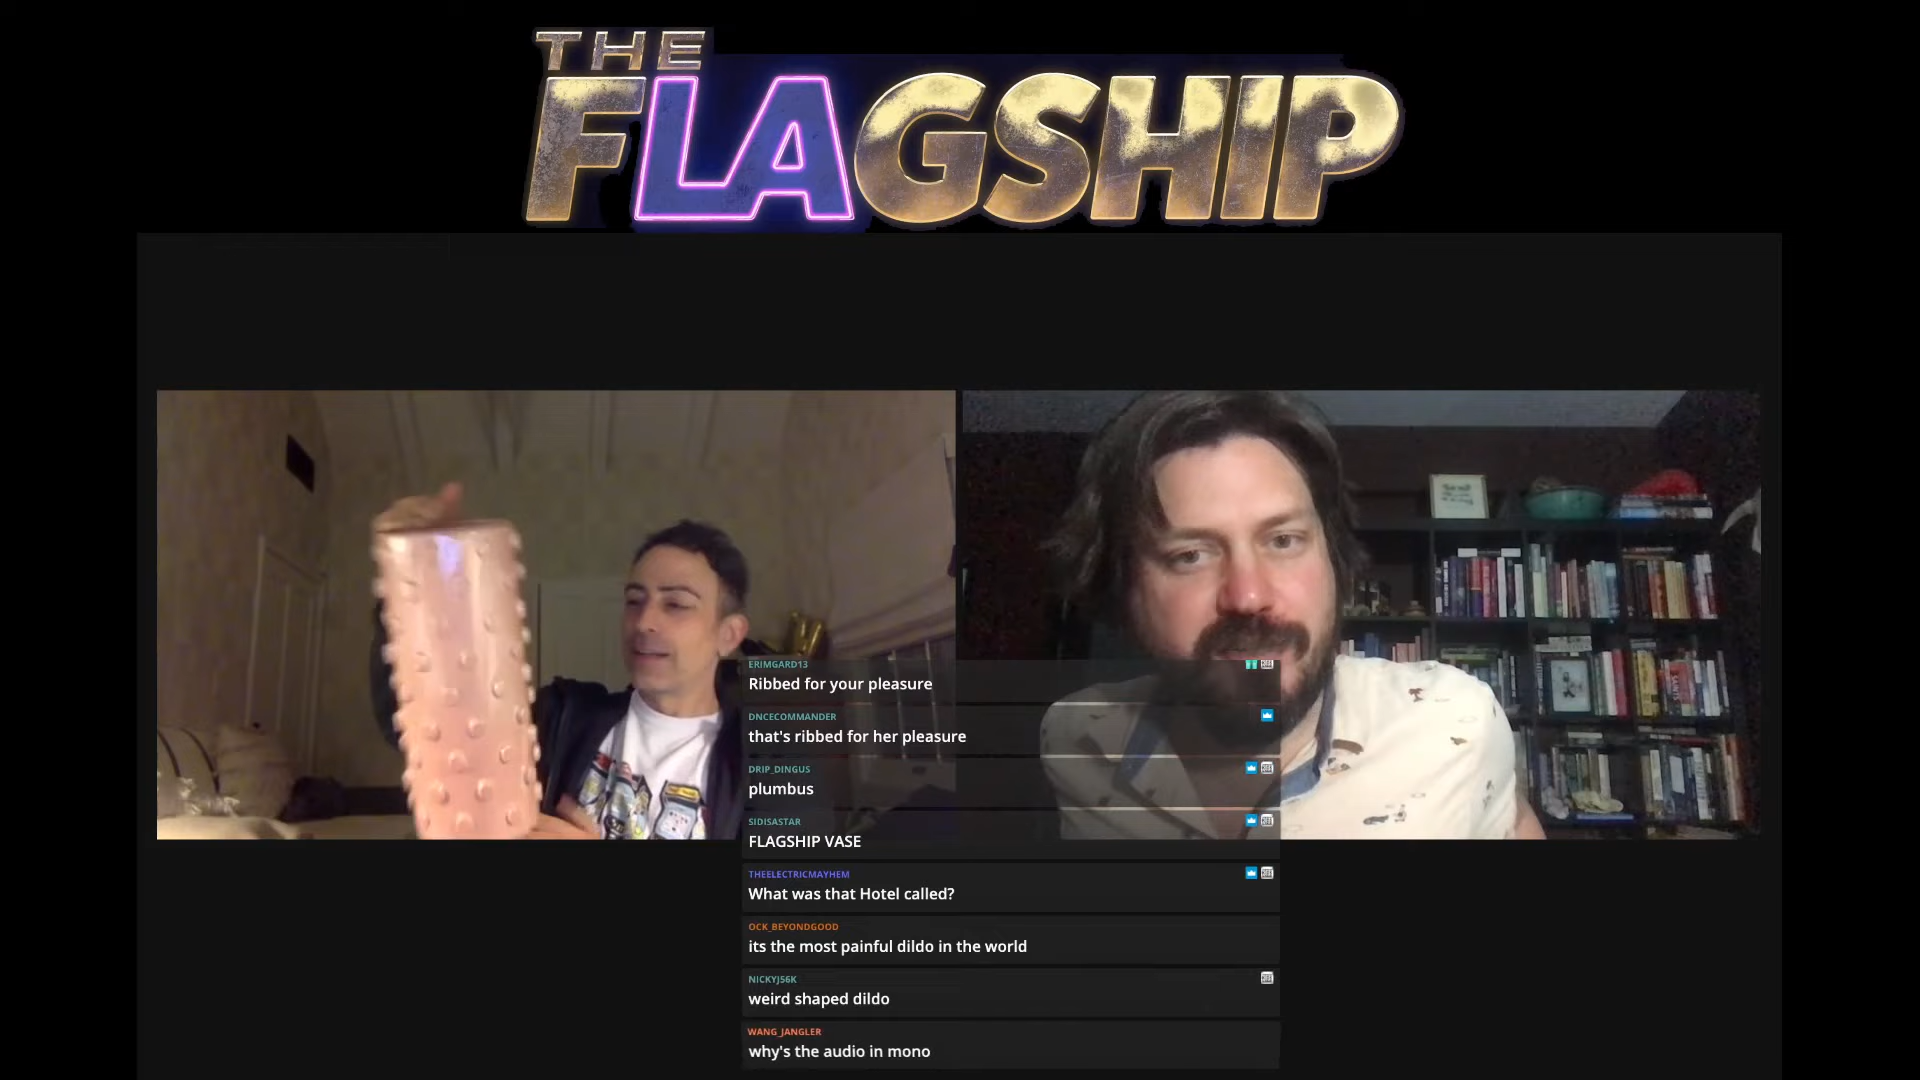 THE
FLAGSHIP
ERIMGARD13
Ribbed for your pleasure
DNCECOMMANDER
that's ribbed for her pleasure
DRIP_DINGUS
plumbus
SIDISASTAR
FLAGSHIP VASE
THEELECTRICMAYHEM
What was that Hotel called?
OCK_BEYONDGOOD
its the most painful dildo in the world
NICKYJ56K
weird shaped dildo
WANG_JANGLER
why's the audio in mono